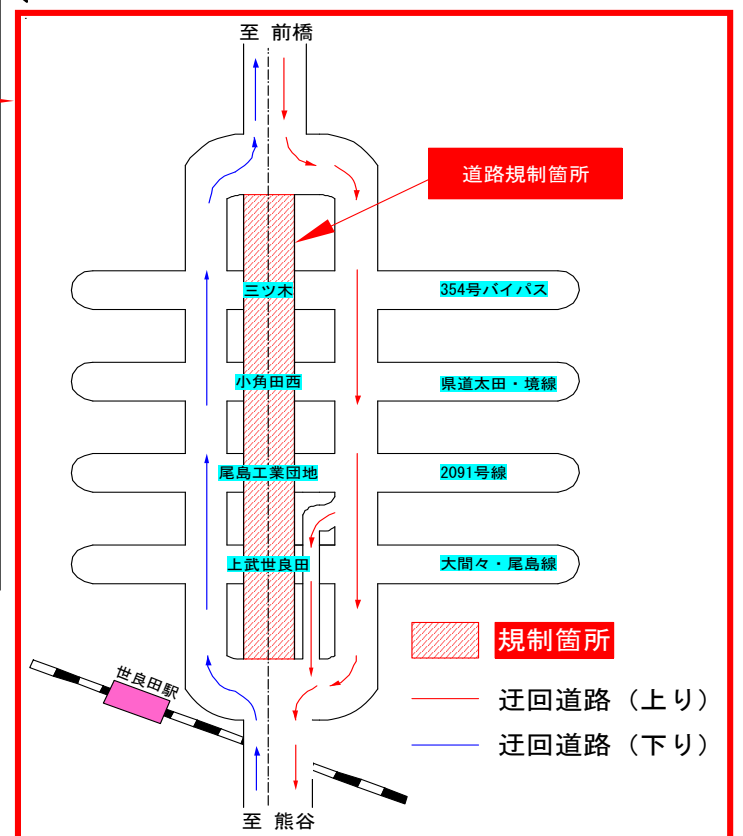 至 前橋
道路規制箇所
三ツ木
354号バイパス
小角田西
県道太田・境線
尾島工業団地
2091号線
上武世良田
大間々・尾島線
規制箇所
世良田駅
迂回道路（上り）
迂回道路（下り）
至 熊谷